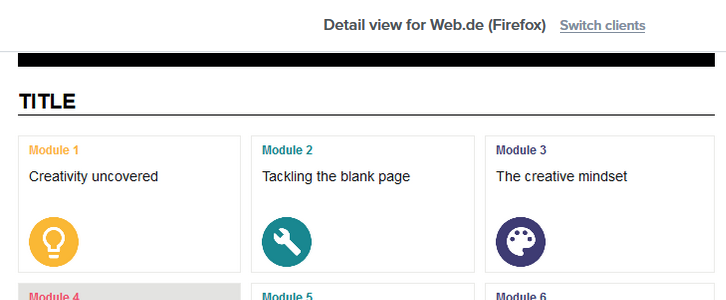 Detail view for Web.de (Firefox) Switch clients
TITLE
Module 1 Module 2 Module 3
Creativity uncovered Tackling the blank page The creative mindset
Module 4 Module 5 Module 6